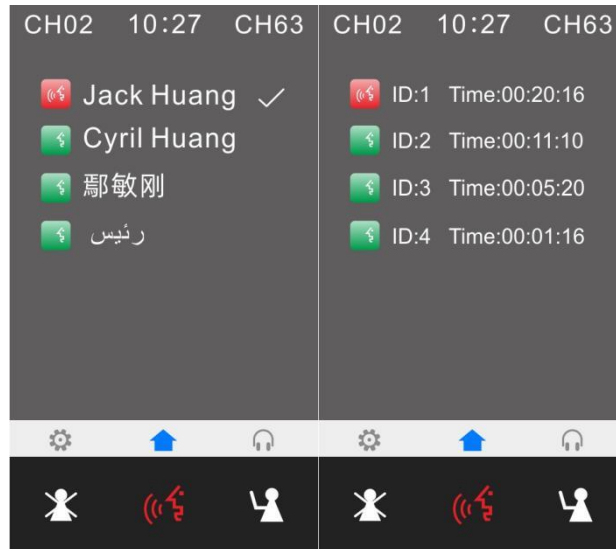 CH02 10:27 CH63
Jack Huang
Cyril Huang
鄢敏刚
رئيس
CH02 10:27 CH63
ID:1 Time:00:20:16
ID:2 Time:00:11:10
ID:3 Time:00:05:20
ID:4 Time:00:01:16